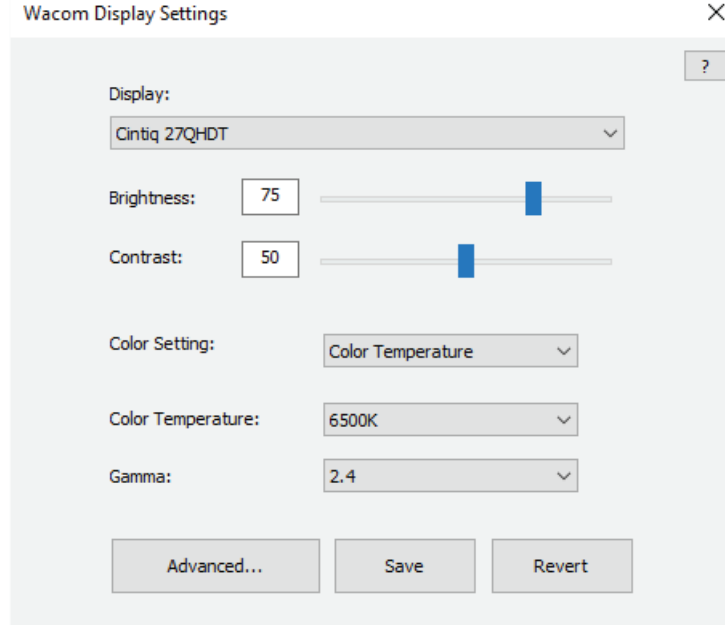 Wacom Display Settings
?
Display:
Cintiq 27QHDT
Brightness: 75
Contrast: 50
Color Setting: Color Temperature
Color Temperature: 6500K
Gamma: 2.4
Advanced... Save Revert